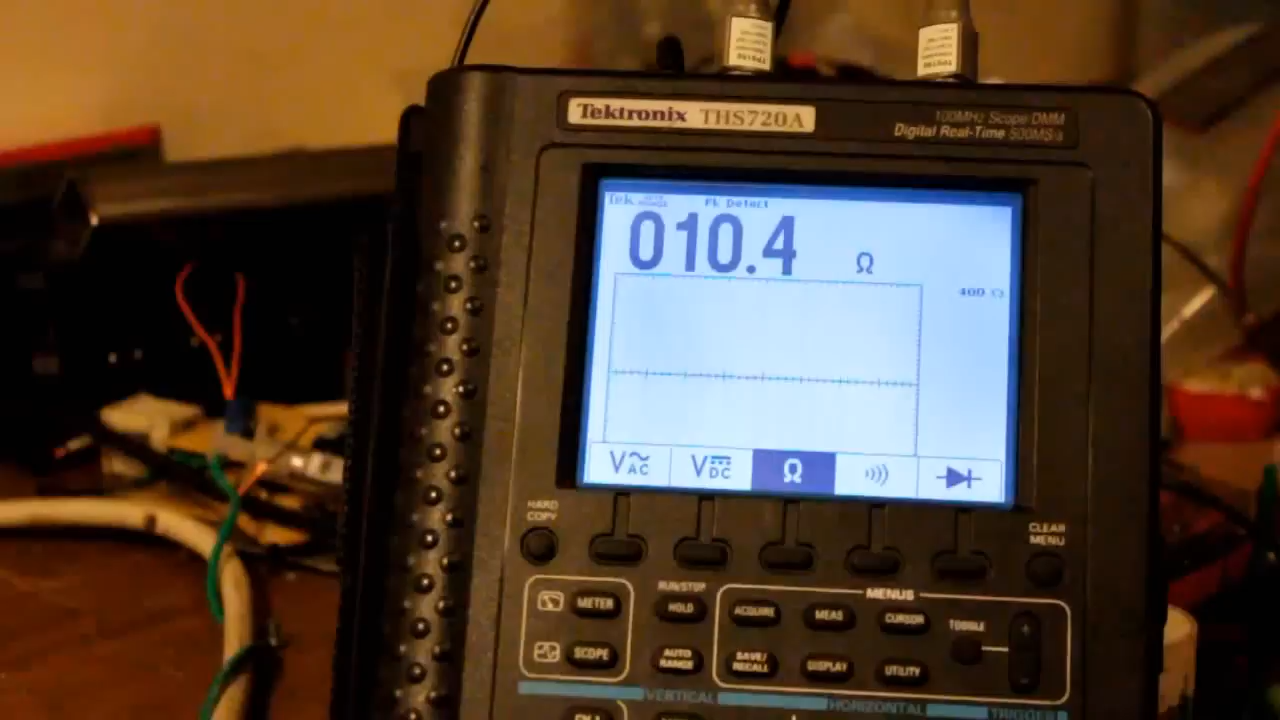 Tektronix THS720A
100MHz Scope DMM
Digital Real-Time 500MS/s
Tek
Pk Detect
010.4 Ω
400 Ω
V AC
V DC
Ω
HARD
COPY
CLEAR
MENU
METER
RUN/STOP
HOLD
MENUS
ACQUIRE
MEAS
CURSOR
TOGGLE
SCOPE
AUTO
RANGE
SAVE/
RECALL
DISPLAY
UTILITY
VERTICAL
HORIZONTAL
TRIGGER